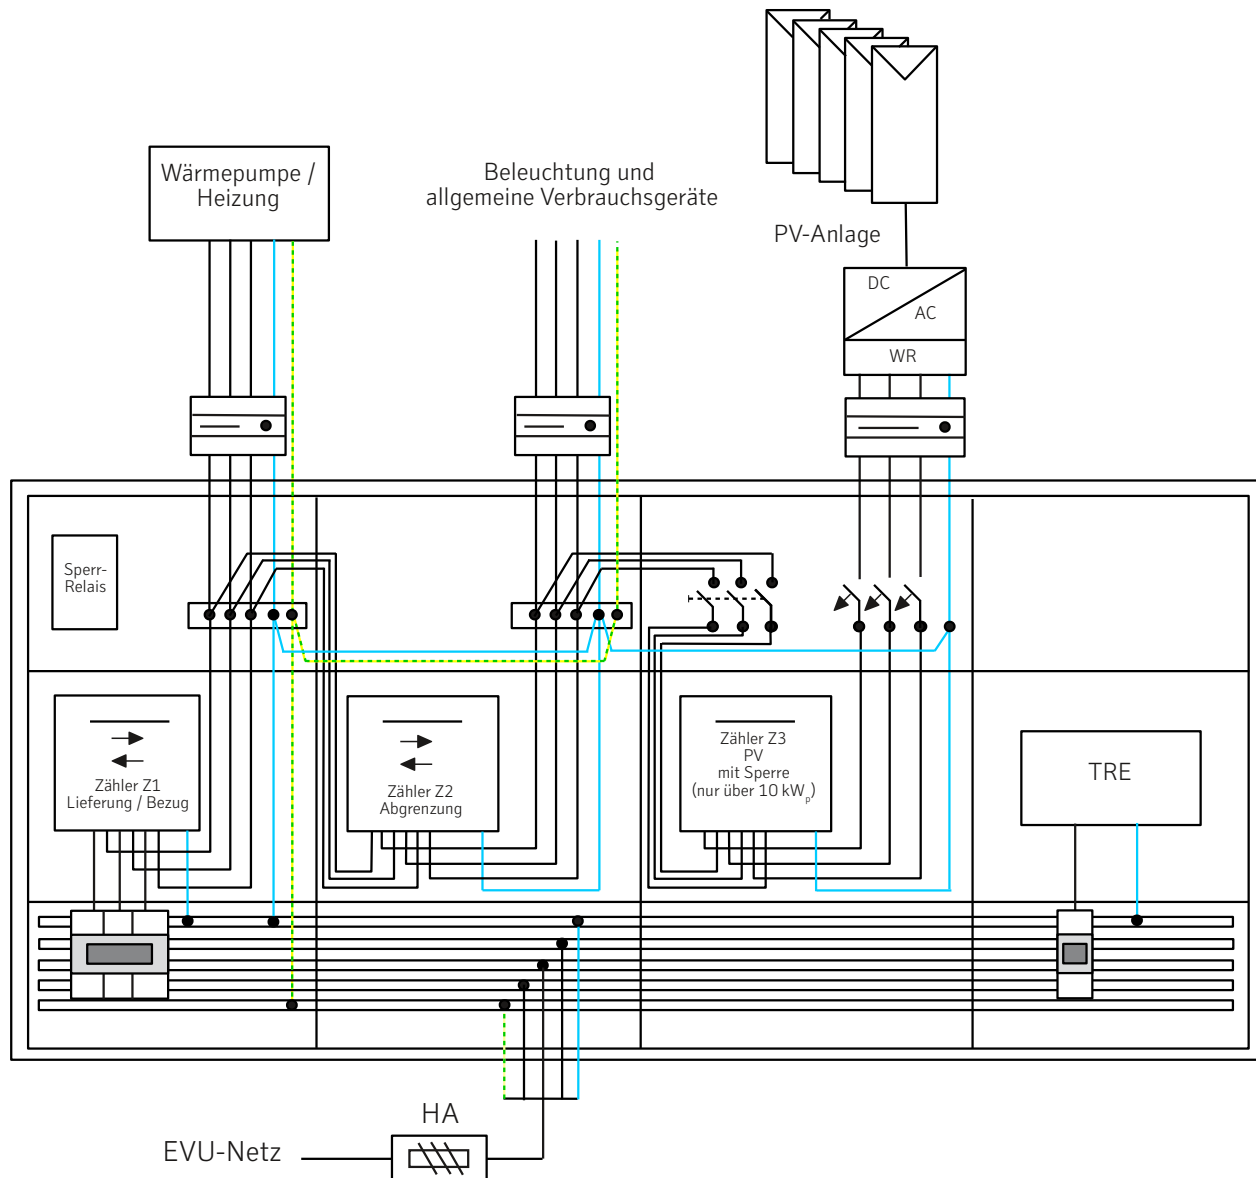 Wärmepumpe /
Heizung
Beleuchtung und
allgemeine Verbrauchsgeräte
PV-Anlage
DC
AC
WR
Sperr-
Relais
Zähler Z1
Lieferung / Bezug
Zähler Z2
Abgrenzung
Zähler Z3
PV
mit Sperre
(nur über 10 kWp)
TRE
HA
EVU-Netz